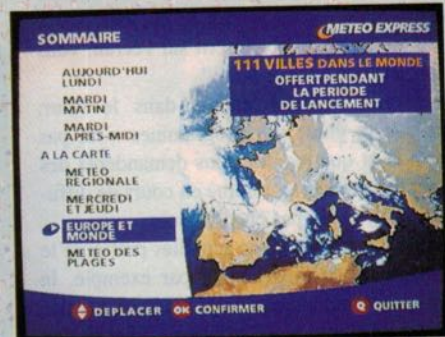 SOMMAIRE
METEO EXPRESS
111 VILLES DANS LE MONDE
OFFERT PENDANT
LA PERIODE
DE LANCEMENT
AUJOURD'HUI
LUNDI
MARDI
MATIN
MARDI
APRES-MIDI
A LA CARTE
METEO
REGIONALE
MERCREDI
ET JEUDI
EUROPE ET
MONDE
METEO DES
PLAGES
DEPLACER OK CONFIRMER Q QUITTER